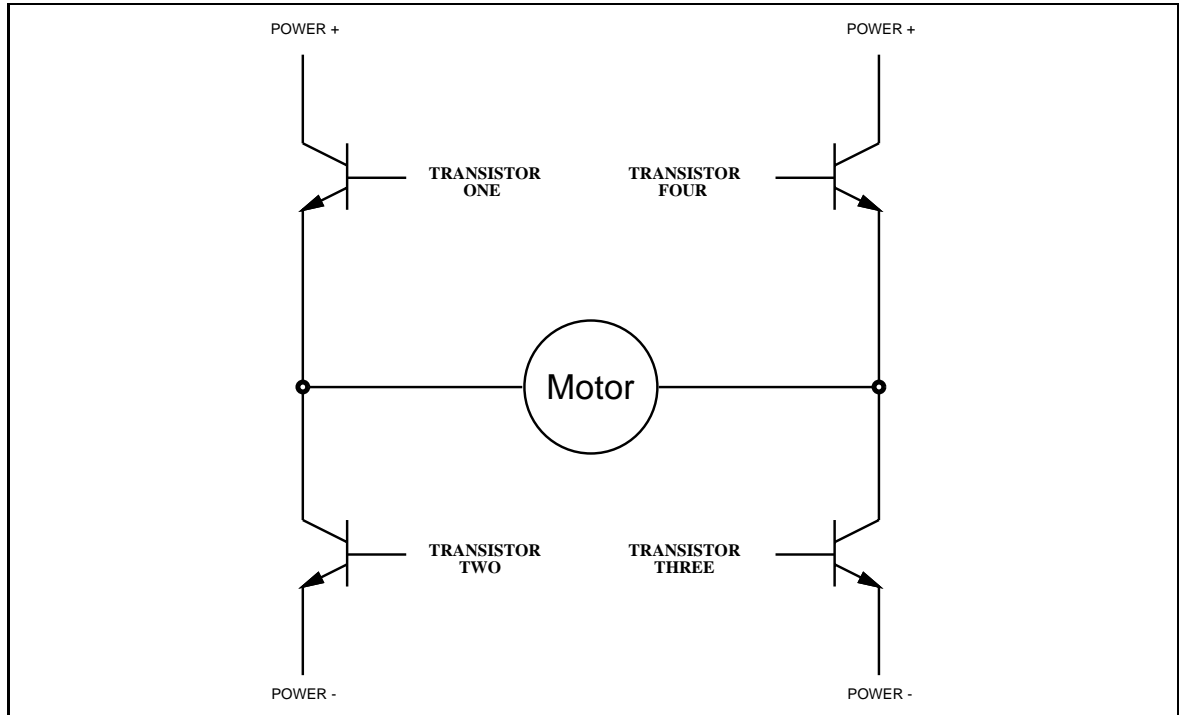 POWER +
POWER +
TRANSISTOR
ONE
TRANSISTOR
FOUR
Motor
TRANSISTOR
TWO
TRANSISTOR
THREE
POWER -
POWER -